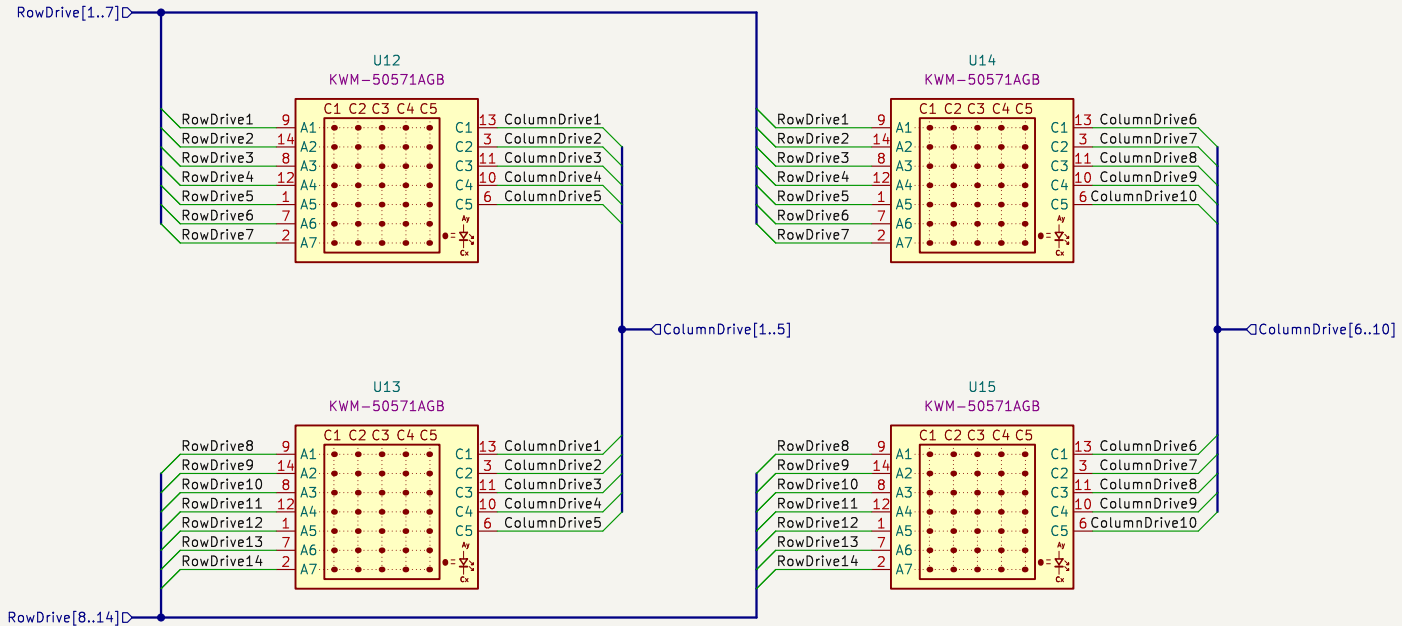 RowDrive[1..7]
U12
KWM-50571AGB
C1 C2 C3 C4 C5
RowDrive1 9 A1 C1 13 ColumnDrive1
RowDrive2 14 A2 C2 3 ColumnDrive2
RowDrive3 8 A3 C3 11 ColumnDrive3
RowDrive4 12 A4 C4 10 ColumnDrive4
RowDrive5 1 A5 C5 6 ColumnDrive5
RowDrive6 7 A6 Ay
RowDrive7 2 A7 =
Cx
U14
KWM-50571AGB
C1 C2 C3 C4 C5
RowDrive1 9 A1 C1 13 ColumnDrive6
RowDrive2 14 A2 C2 3 ColumnDrive7
RowDrive3 8 A3 C3 11 ColumnDrive8
RowDrive4 12 A4 C4 10 ColumnDrive9
RowDrive5 1 A5 C5 6 ColumnDrive10
RowDrive6 7 A6 Ay
RowDrive7 2 A7 =
Cx
ColumnDrive[1..5]
ColumnDrive[6..10]
U13
KWM-50571AGB
C1 C2 C3 C4 C5
RowDrive8 9 A1 C1 13 ColumnDrive1
RowDrive9 14 A2 C2 3 ColumnDrive2
RowDrive10 8 A3 C3 11 ColumnDrive3
RowDrive11 12 A4 C4 10 ColumnDrive4
RowDrive12 1 A5 C5 6 ColumnDrive5
RowDrive13 7 A6 Ay
RowDrive14 2 A7 =
Cx
U15
KWM-50571AGB
C1 C2 C3 C4 C5
RowDrive8 9 A1 C1 13 ColumnDrive6
RowDrive9 14 A2 C2 3 ColumnDrive7
RowDrive10 8 A3 C3 11 ColumnDrive8
RowDrive11 12 A4 C4 10 ColumnDrive9
RowDrive12 1 A5 C5 6 ColumnDrive10
RowDrive13 7 A6 Ay
RowDrive14 2 A7 =
Cx
RowDrive[8..14]